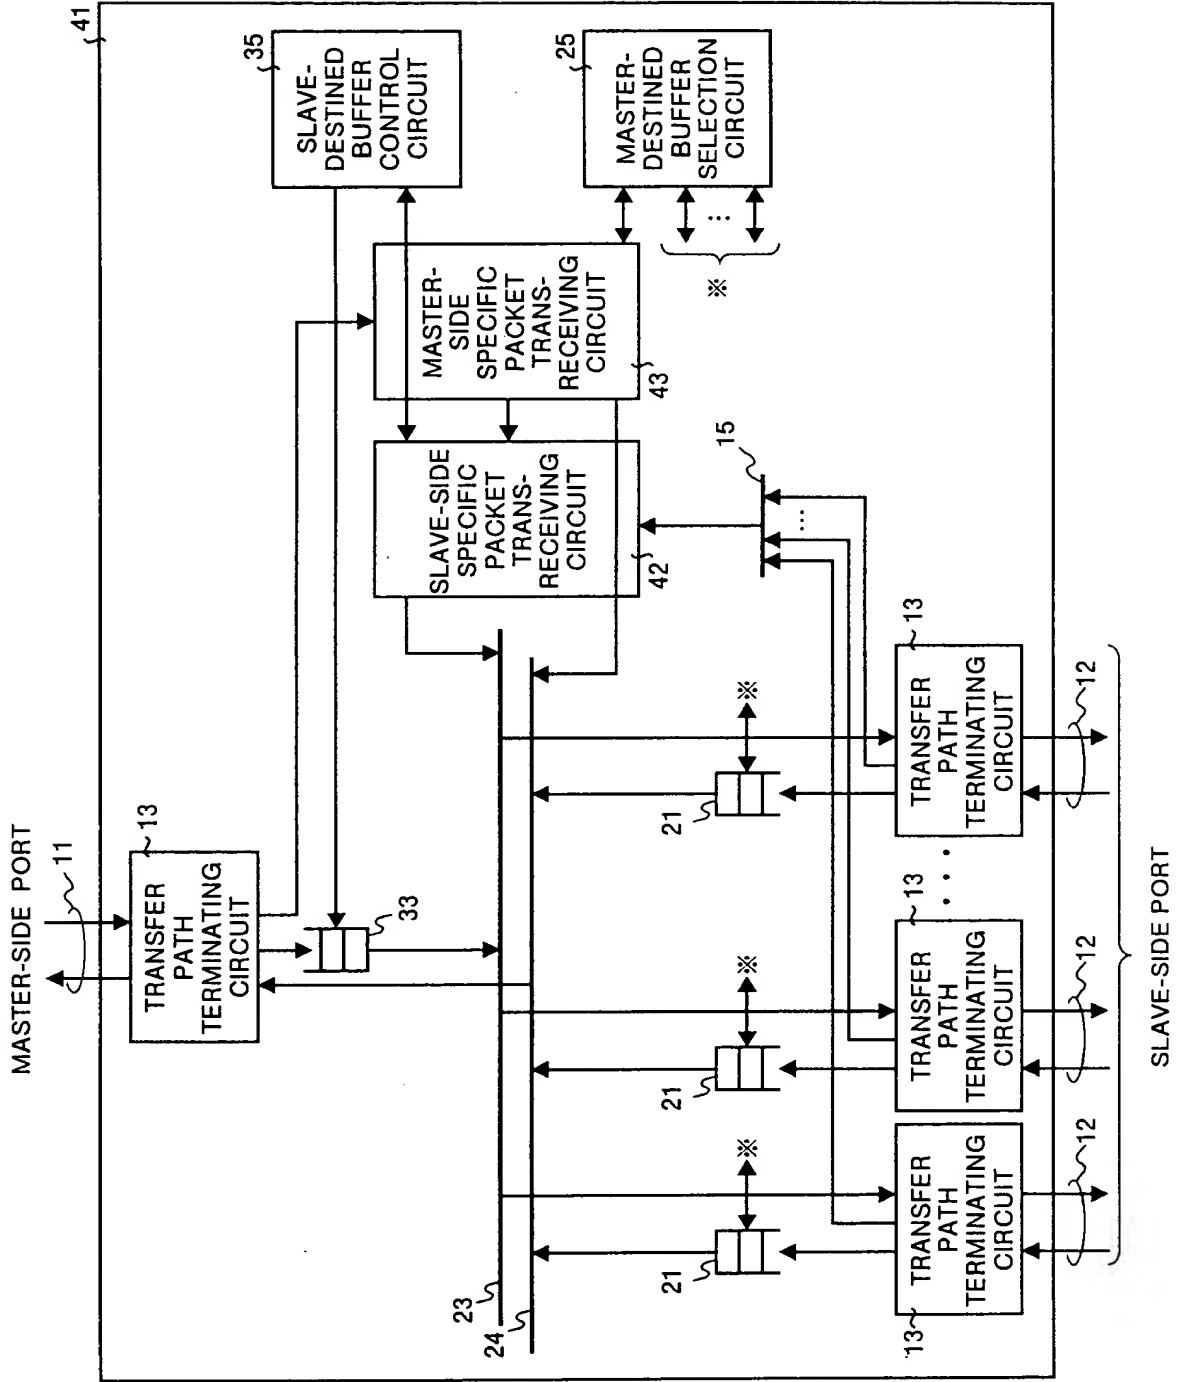 41
MASTER-SIDE PORT
11
13
TRANSFER
PATH
TERMINATING
CIRCUIT
33
35
SLAVE-
DESTINED
BUFFER
CONTROL
CIRCUIT
25
MASTER-
DESTINED
BUFFER
SELECTION
CIRCUIT
...
※
MASTER-
SIDE
SPECIFIC
PACKET
TRANS-
RECEIVING
CIRCUIT
43
SLAVE-SIDE
SPECIFIC
PACKET
TRANS-
RECEIVING
CIRCUIT
42
15
...
23
24
21
※
21
※
21
※
13
TRANSFER
PATH
TERMINATING
CIRCUIT
12
13
TRANSFER
PATH
TERMINATING
CIRCUIT
12
...
13
TRANSFER
PATH
TERMINATING
CIRCUIT
12
SLAVE-SIDE PORT